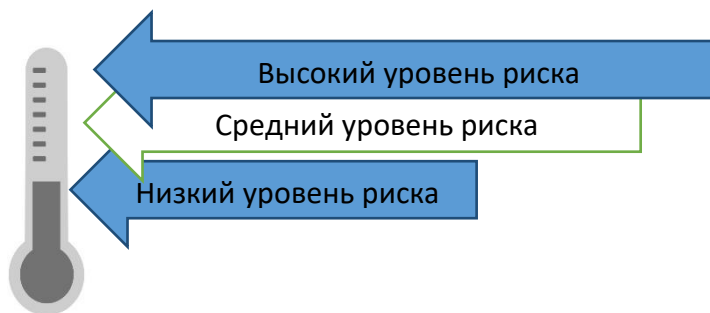 Высокий уровень риска
Средний уровень риска
Низкий уровень риска